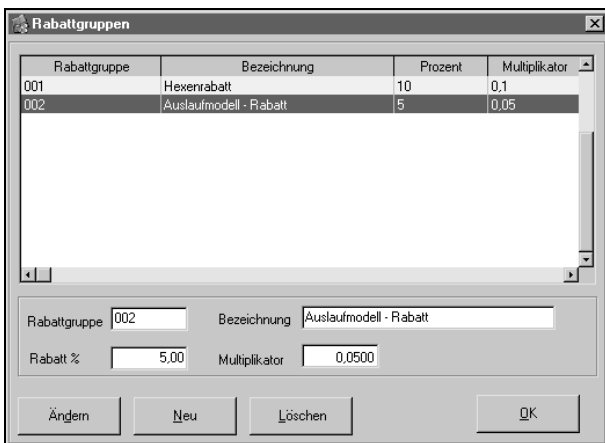 Rabattgruppen
Rabattgruppe Bezeichnung Prozent Multiplikator
001 Hexenrabatt 10 0,1
002 Auslaufmodell - Rabatt 5 0,05
Rabattgruppe 002 Bezeichnung Auslaufmodell - Rabatt
Rabatt % 5,00 Multiplikator 0,0500
Ändern Neu Löschen OK